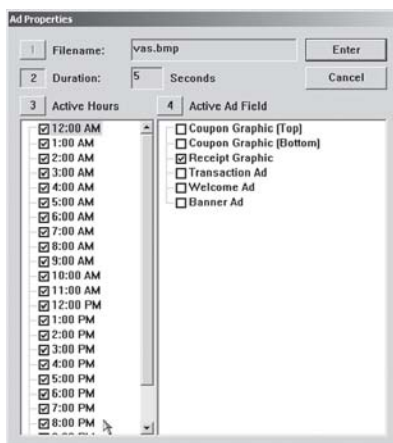 Ad Properties
1 Filename: vas.bmp Enter
2 Duration: 5 Seconds Cancel
3 Active Hours 4 Active Ad Field
12:00 AM
1:00 AM
2:00 AM
3:00 AM
4:00 AM
5:00 AM
6:00 AM
7:00 AM
8:00 AM
9:00 AM
10:00 AM
11:00 AM
12:00 PM
1:00 PM
2:00 PM
3:00 PM
4:00 PM
5:00 PM
6:00 PM
7:00 PM
8:00 PM
Coupon Graphic (Top)
Coupon Graphic (Bottom)
Receipt Graphic
Transaction Ad
Welcome Ad
Banner Ad